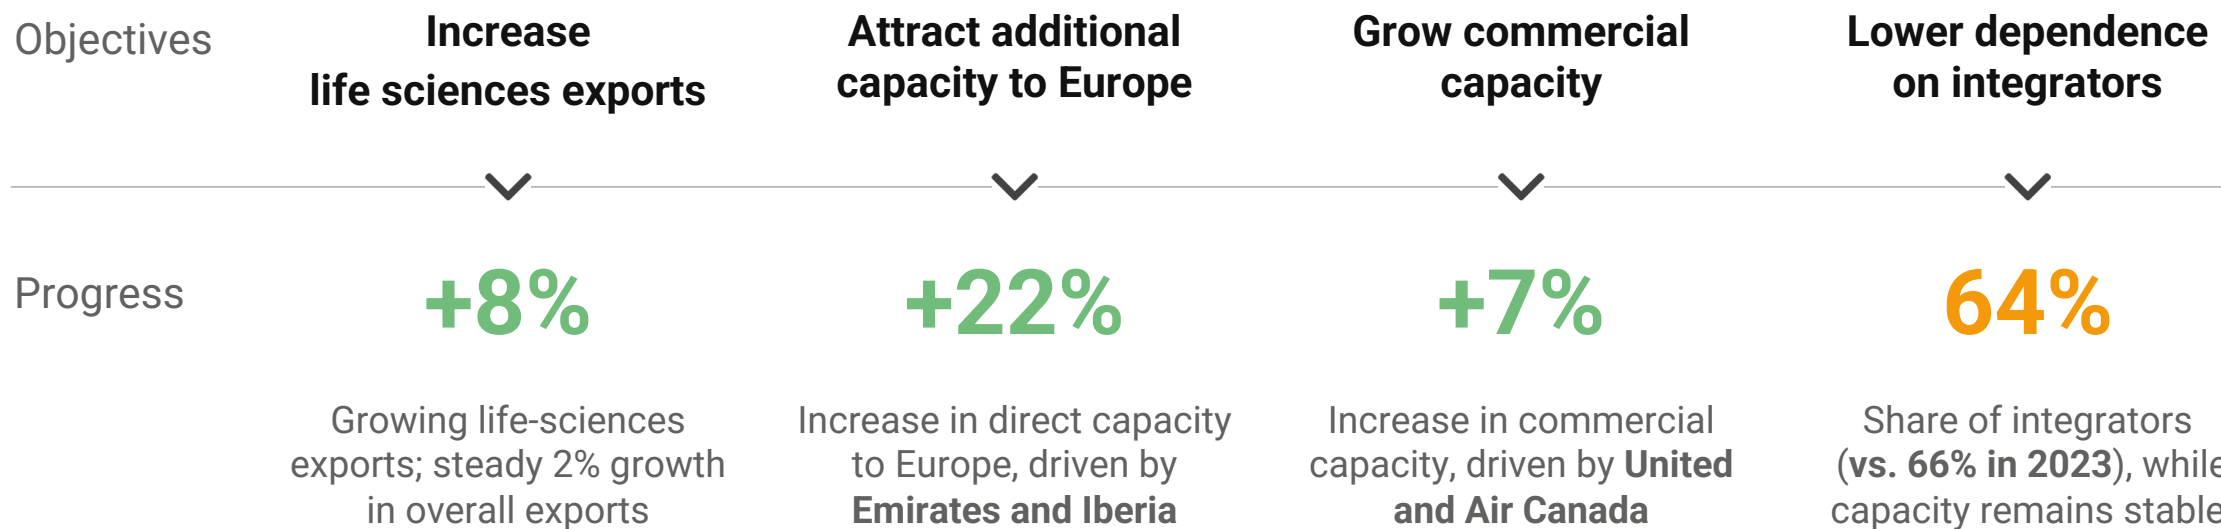 Objectives
Increase
life sciences exports
Attract additional
capacity to Europe
Grow commercial
capacity
Lower dependence
on integrators
Progress
+8%
Growing life-sciences
exports; steady 2% growth
in overall exports
+22%
Increase in direct capacity
to Europe, driven by
Emirates and Iberia
+7%
Increase in commercial
capacity, driven by United
and Air Canada
64%
Share of integrators
(vs. 66% in 2023), while
capacity remains stable